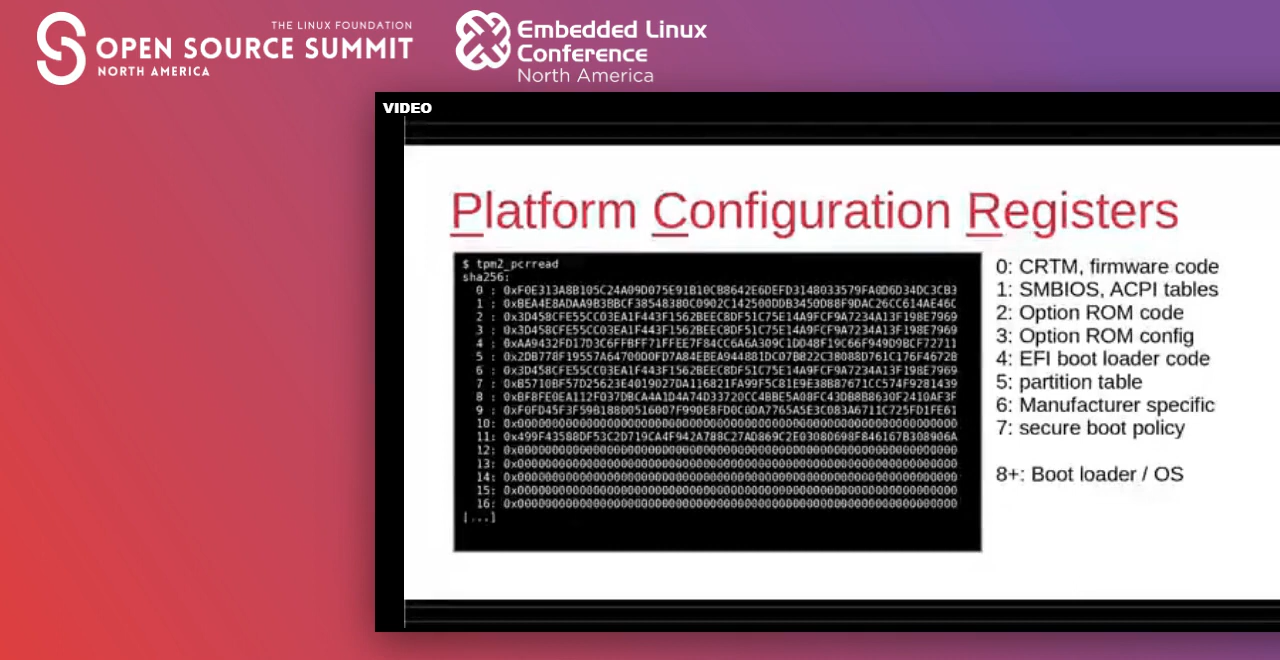 THE LINUX FOUNDATION
OPEN SOURCE SUMMIT
NORTH AMERICA
Embedded Linux
Conference
North America
VIDEO
Platform Configuration Registers
$ tpm2_pcrread
sha256:
0 : 0xF0E313A8B105C24A09D075E91B10CB8642E6DEFD3148033579FA0D6D34DC3CB3
1 : 0xBEA4E8ADAA9B3BBCF38548380C0902C142500DDB3450D88F9DAC26CC614AE46C
2 : 0x3D458CFE55CC03EA1F443F1562BEEC8DF51C75E14A9FCF9A7234A13F198E7969
3 : 0x3D458CFE55CC03EA1F443F1562BEEC8DF51C75E14A9FCF9A7234A13F198E7969
4 : 0xAA9432FD17D3C6FFBFF71FFEE7F84CC6A6A309C1DD48F19C66F949D9BCF72711
5 : 0x2DB778F19557A64700D0FD7A84EBEA944881DC07BB22C38088D761C176F46728
6 : 0x3D458CFE55CC03EA1F443F1562BEEC8DF51C75E14A9FCF9A7234A13F198E7969
7 : 0xB5710BF57D25623E4019027DA116821FA99F5C81E9E38B87671CC574F9281439
8 : 0xBF8FE0EA112F037DBCA4A1D4A74D33720CC4BBE5A08FC43DB8B8630F2410AF3F
9 : 0xF0FD45F3F59B18800516007F99DE8FD0C0DA7765A5E3C083A6711C725FD1FE61
10: 0x0000000000000000000000000000000000000000000000000000000000000000
11: 0x499F43588DF53C2D719CA4F942A788C27AD869C2E03080698F846167B308906A
12: 0x0000000000000000000000000000000000000000000000000000000000000000
13: 0x0000000000000000000000000000000000000000000000000000000000000000
14: 0x0000000000000000000000000000000000000000000000000000000000000000
15: 0x0000000000000000000000000000000000000000000000000000000000000000
16: 0x0000000000000000000000000000000000000000000000000000000000000000
[...]
0: CRTM, firmware code
1: SMBIOS, ACPI tables
2: Option ROM code
3: Option ROM config
4: EFI boot loader code
5: partition table
6: Manufacturer specific
7: secure boot policy
8+: Boot loader / OS